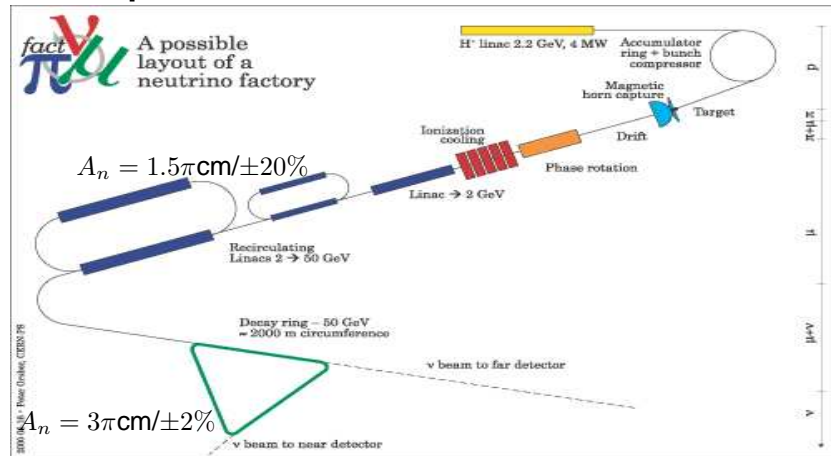 fact
πνμ
A possible
layout of a
neutrino factory
H⁻ linac 2.2 GeV, 4 MW
Accumulator
ring + bunch
compressor
Magnetic
horn capture
Target
Drift
Ionization
cooling
Phase rotation
Linac → 2 GeV
A_n = 1.5πcm/±20%
Recirculating
Linacs 2 → 50 GeV
Decay ring – 50 GeV
≈ 2000 m circumference
ν beam to far detector
A_n = 3πcm/±2%
ν beam to near detector
p
π
π+μ
μ
μ+ν
ν